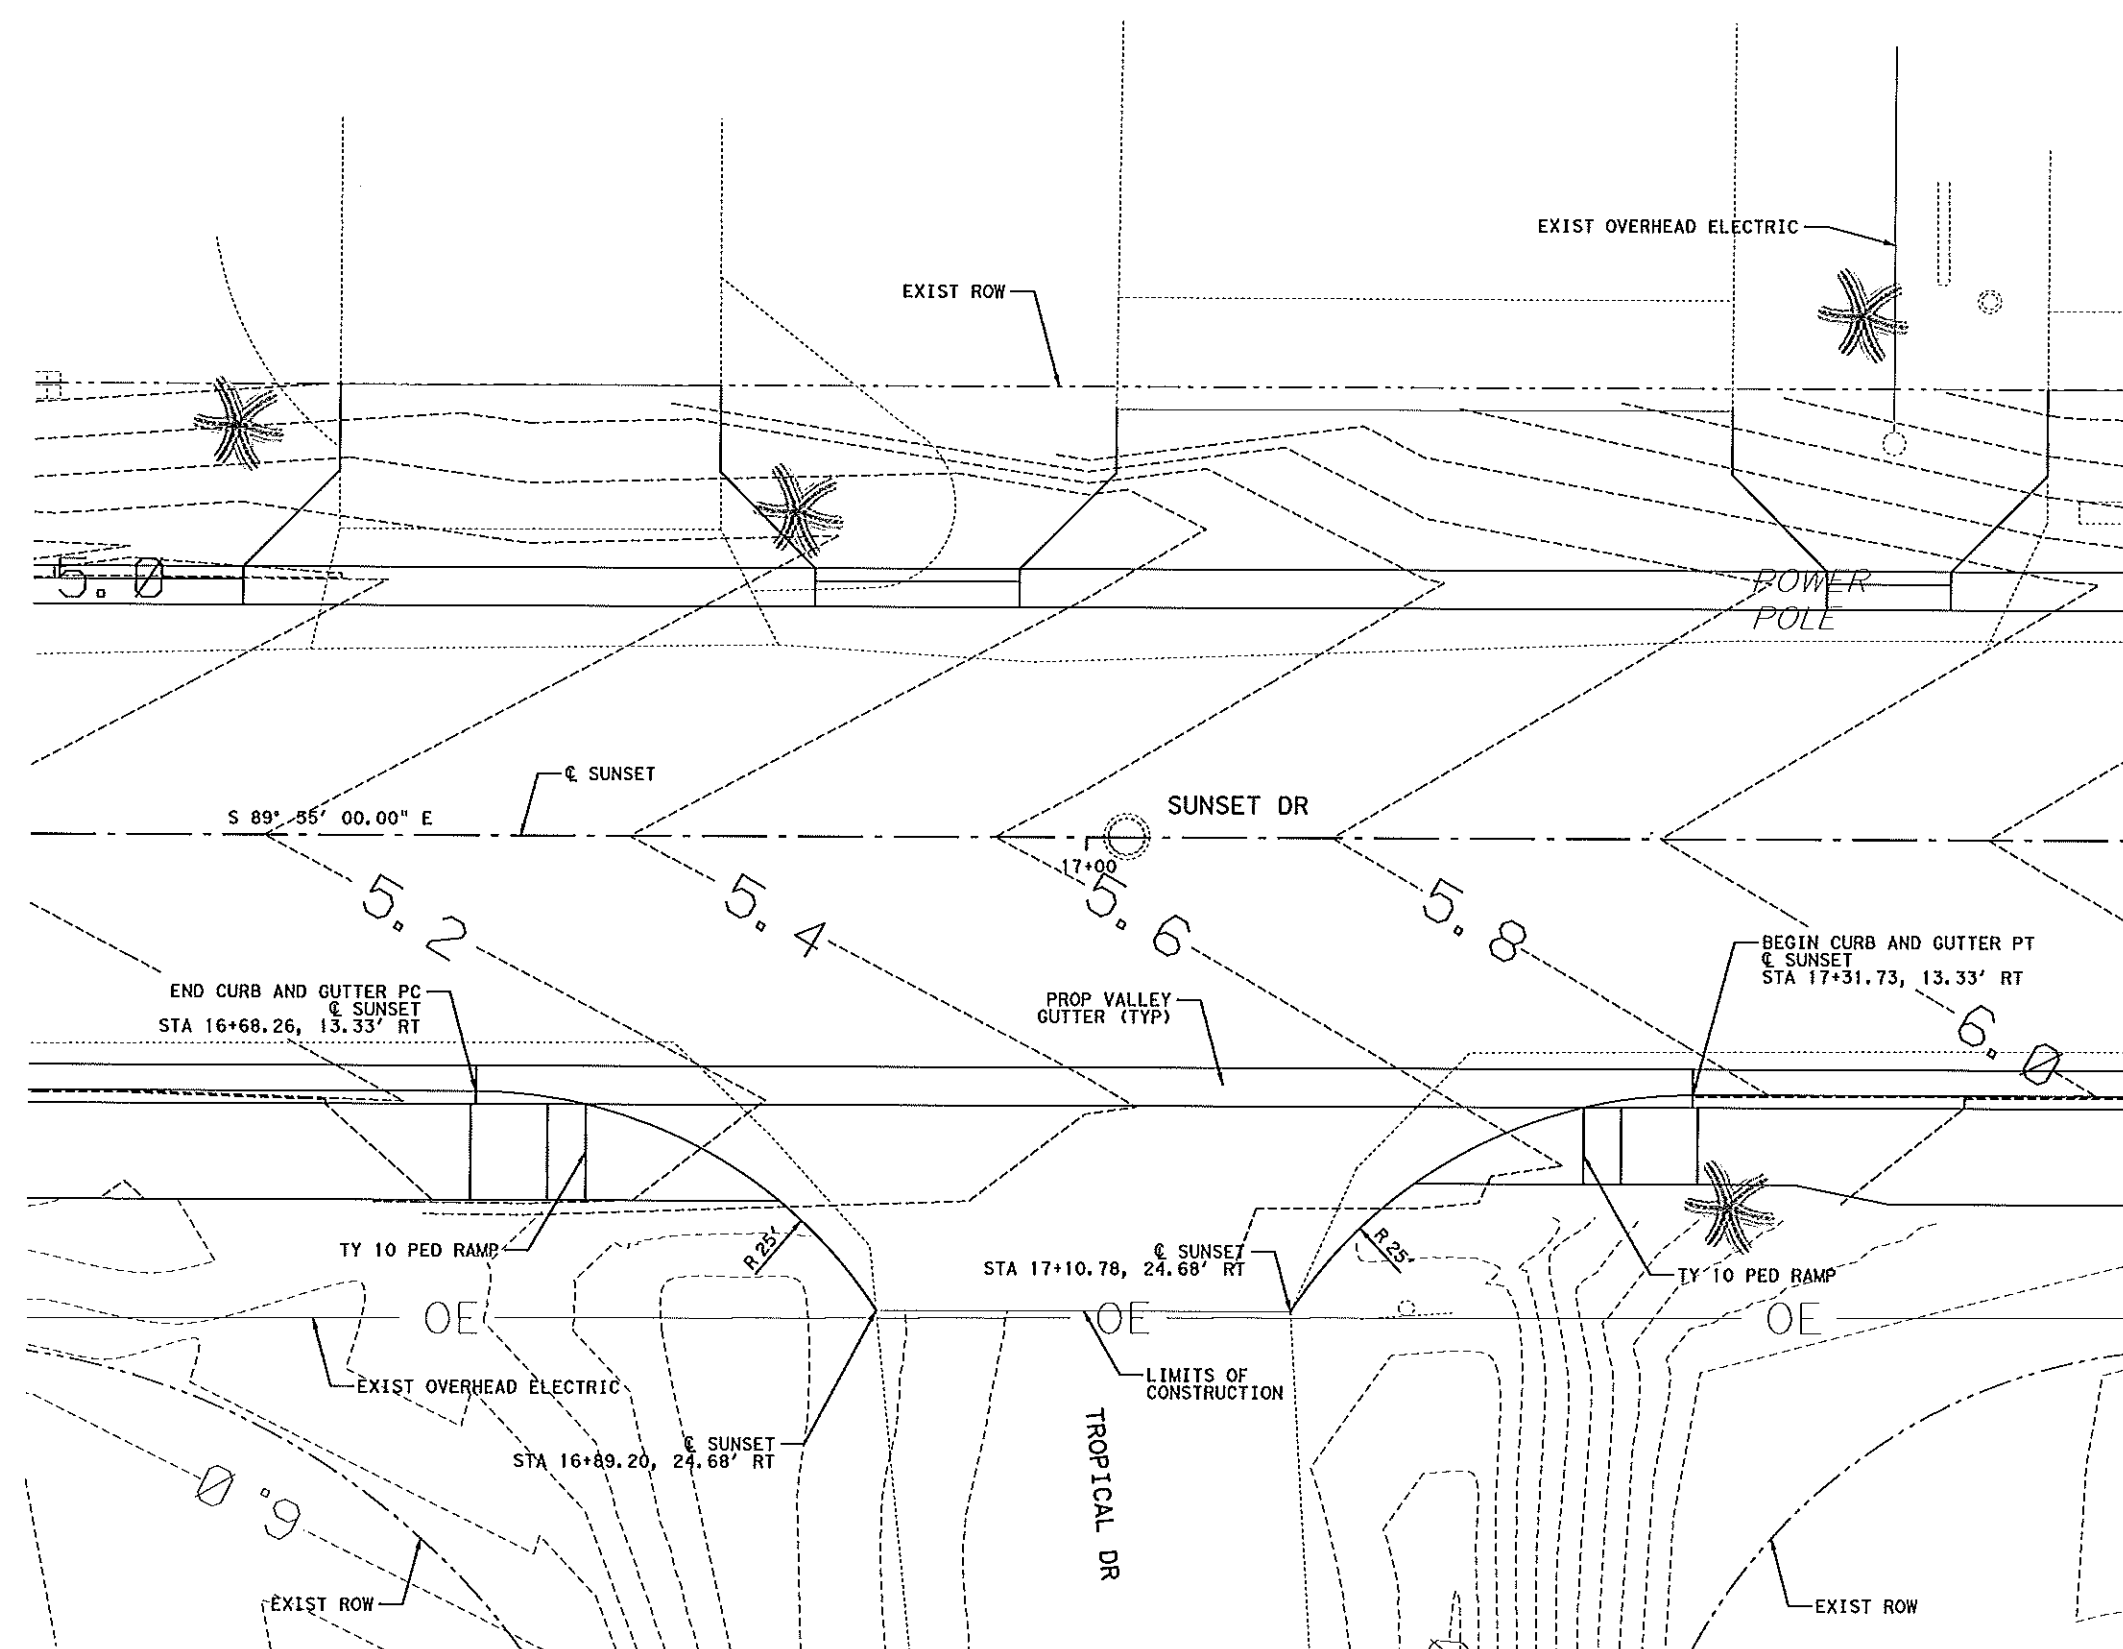 EXIST OVERHEAD ELECTRIC
EXIST ROW
5.0
POWER
POLE
℄ SUNSET
S 89° 55' 00.00" E
SUNSET DR
17+00
5.2
5.4
5.6
5.8
6.0
BEGIN CURB AND GUTTER PT
℄ SUNSET
STA 17+31.73, 13.33' RT
END CURB AND GUTTER PC
℄ SUNSET
STA 16+68.26, 13.33' RT
PROP VALLEY
GUTTER (TYP)
TY 10 PED RAMP
R 25'
℄ SUNSET
STA 17+10.78, 24.68' RT
R 25'
TY 10 PED RAMP
OE
OE
OE
EXIST OVERHEAD ELECTRIC
LIMITS OF
CONSTRUCTION
℄ SUNSET
STA 16+89.20, 24.68' RT
TROPICAL DR
6.0
EXIST ROW
EXIST ROW